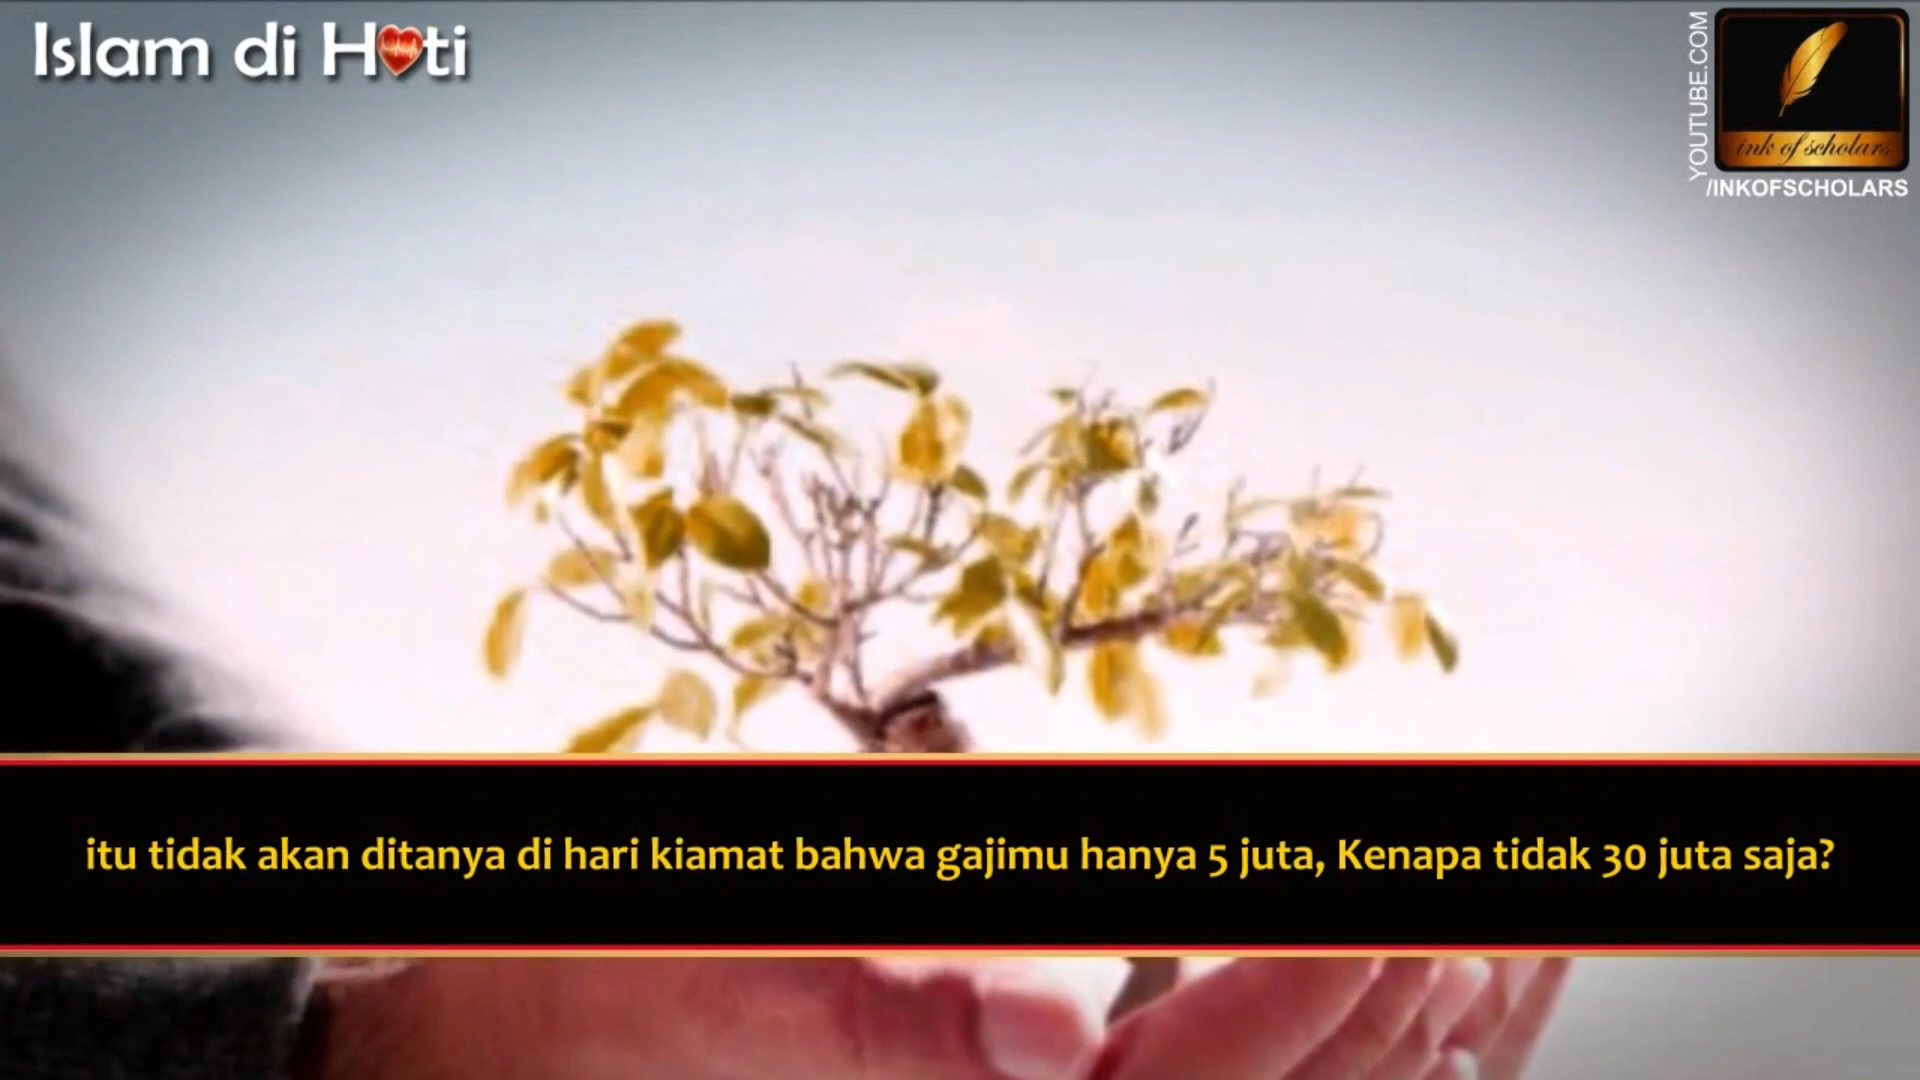 Islam di Hati
YOUTUBE.COM
ink of scholars
/INKOFSCHOLARS
itu tidak akan ditanya di hari kiamat bahwa gajimu hanya 5 juta, Kenapa tidak 30 juta saja?